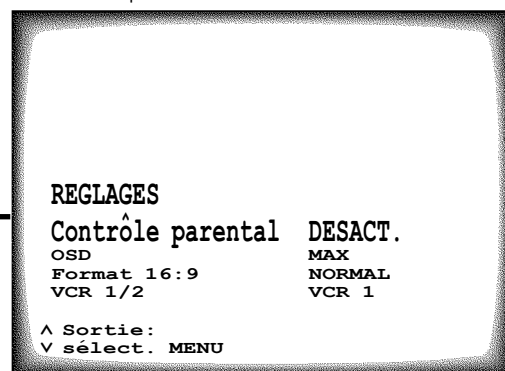 REGLAGES
Contrôle parental DESACT.
OSD MAX
Format 16:9 NORMAL
VCR 1/2 VCR 1
∧ Sortie:
∨ sélect. MENU